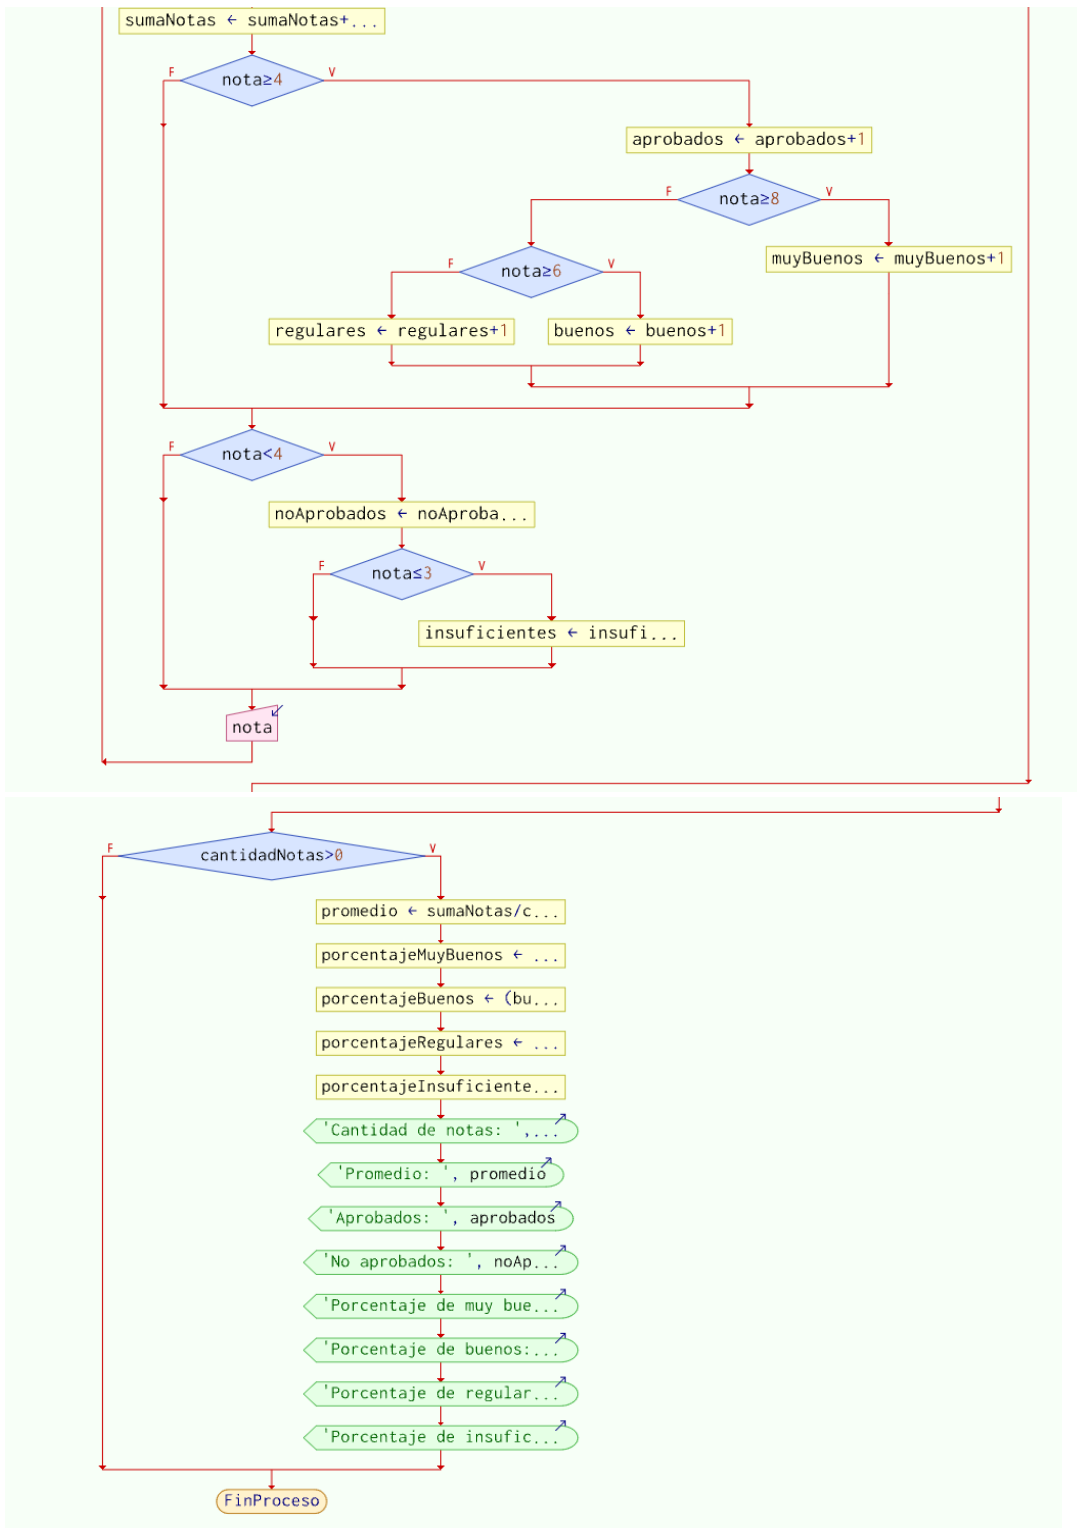 sumaNotas ← sumaNotas+...
nota≥4
F
V
aprobados ← aprobados+1
nota≥8
F
V
muyBuenos ← muyBuenos+1
nota≥6
F
V
regulares ← regulares+1
buenos ← buenos+1
nota<4
F
V
noAprobados ← noAproba...
nota≤3
F
V
insuficientes ← insufi...
nota
cantidadNotas>0
F
V
promedio ← sumaNotas/c...
porcentajeMuyBuenos ← ...
porcentajeBuenos ← (bu...
porcentajeRegulares ← ...
porcentajeInsuficiente...
'Cantidad de notas: ',...
'Promedio: ', promedio
'Aprobados: ', aprobados
'No aprobados: ', noAp...
'Porcentaje de muy bue...
'Porcentaje de buenos:...
'Porcentaje de regular...
'Porcentaje de insufic...
FinProceso